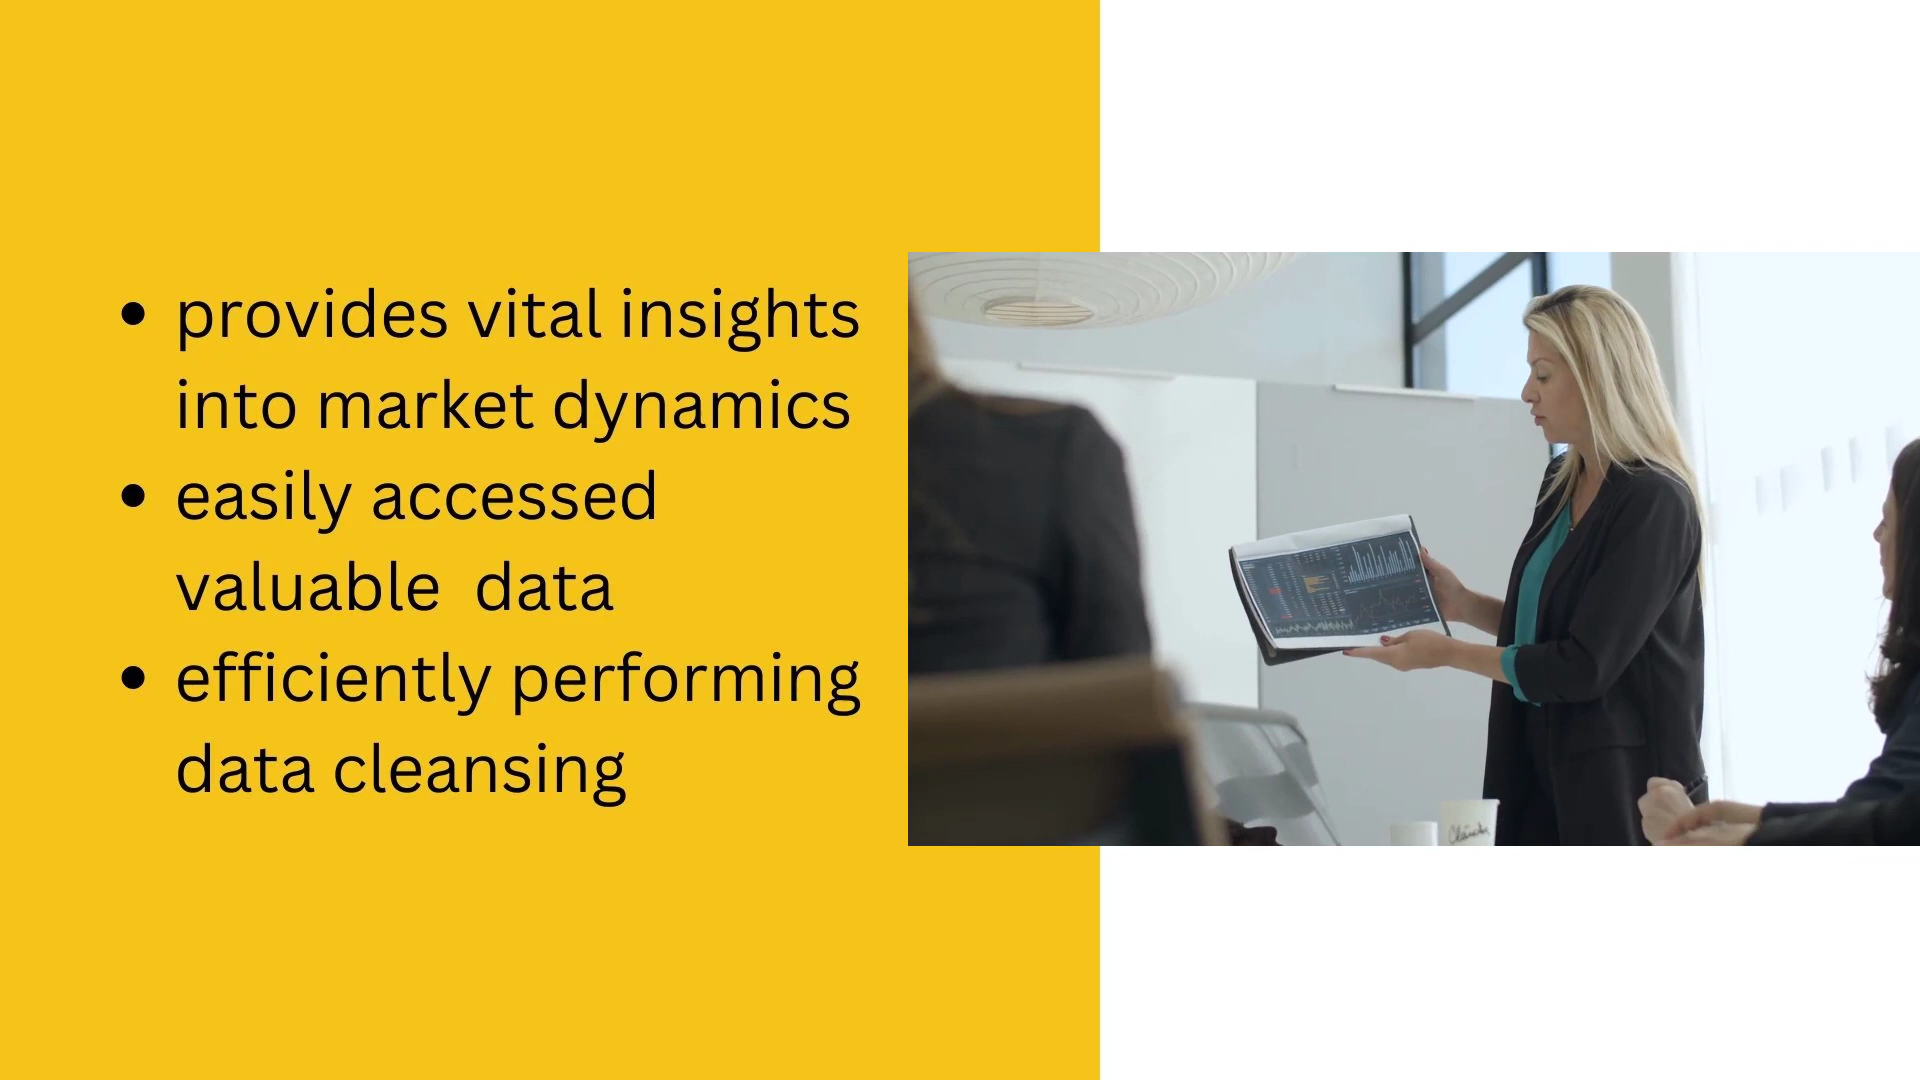 • provides vital insights
into market dynamics
• easily accessed
valuable  data
• efficiently performing
data cleansing